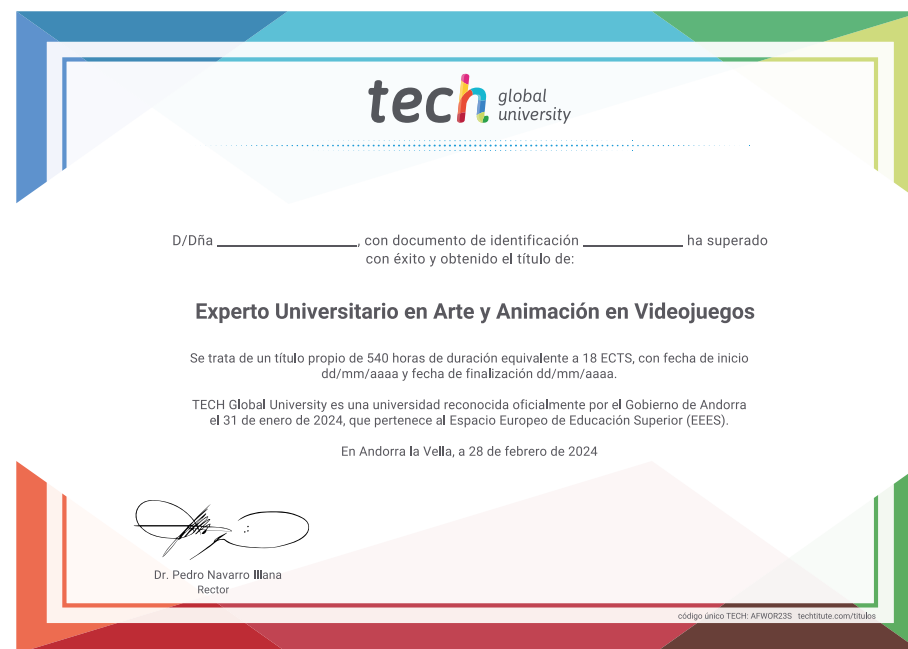 tech global university
D/Dña ____________, con documento de identificación ____________ ha superado
con éxito y obtenido el título de:
Experto Universitario en Arte y Animación en Videojuegos
Se trata de un título propio de 540 horas de duración equivalente a 18 ECTS, con fecha de inicio
dd/mm/aaaa y fecha de finalización dd/mm/aaaa.
TECH Global University es una universidad reconocida oficialmente por el Gobierno de Andorra
el 31 de enero de 2024, que pertenece al Espacio Europeo de Educación Superior (EEES).
En Andorra la Vella, a 28 de febrero de 2024
Dr. Pedro Navarro Illana
Rector
código único TECH: AFWOR23S techtitute.com/titulos